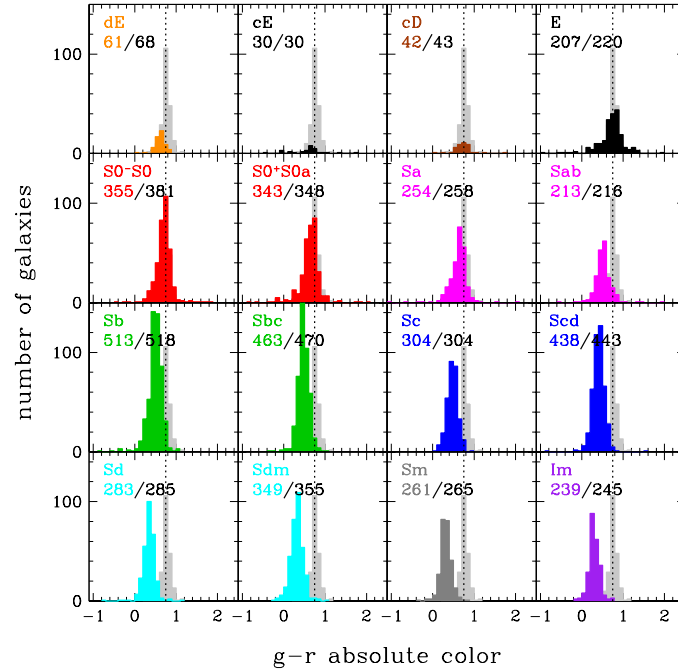 150
dE
61/68
cE
30/30
cD
42/43
E
207/220
100
50
0
S0⁻S0
355/381
S0⁺S0a
343/348
Sa
254/258
Sab
213/216
100
0
Sb
513/518
Sbc
463/470
Sc
304/304
Scd
438/443
100
0
Sd
283/285
Sdm
349/355
Sm
261/265
Im
239/245
100
0
-1 0 1 2 0 1 2 0 1 2 0 1 2
number of galaxies
g-r absolute color